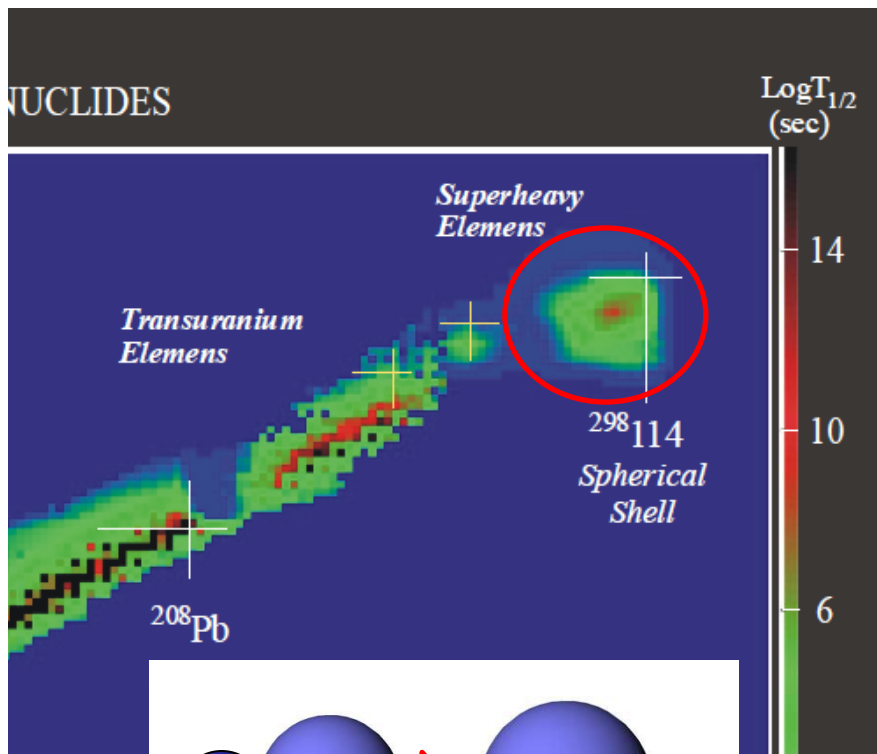 NUCLIDES
LogT1/2
(sec)
Superheavy
Elemens
14
Transuranium
Elemens
298114
10
Spherical
Shell
208Pb
6